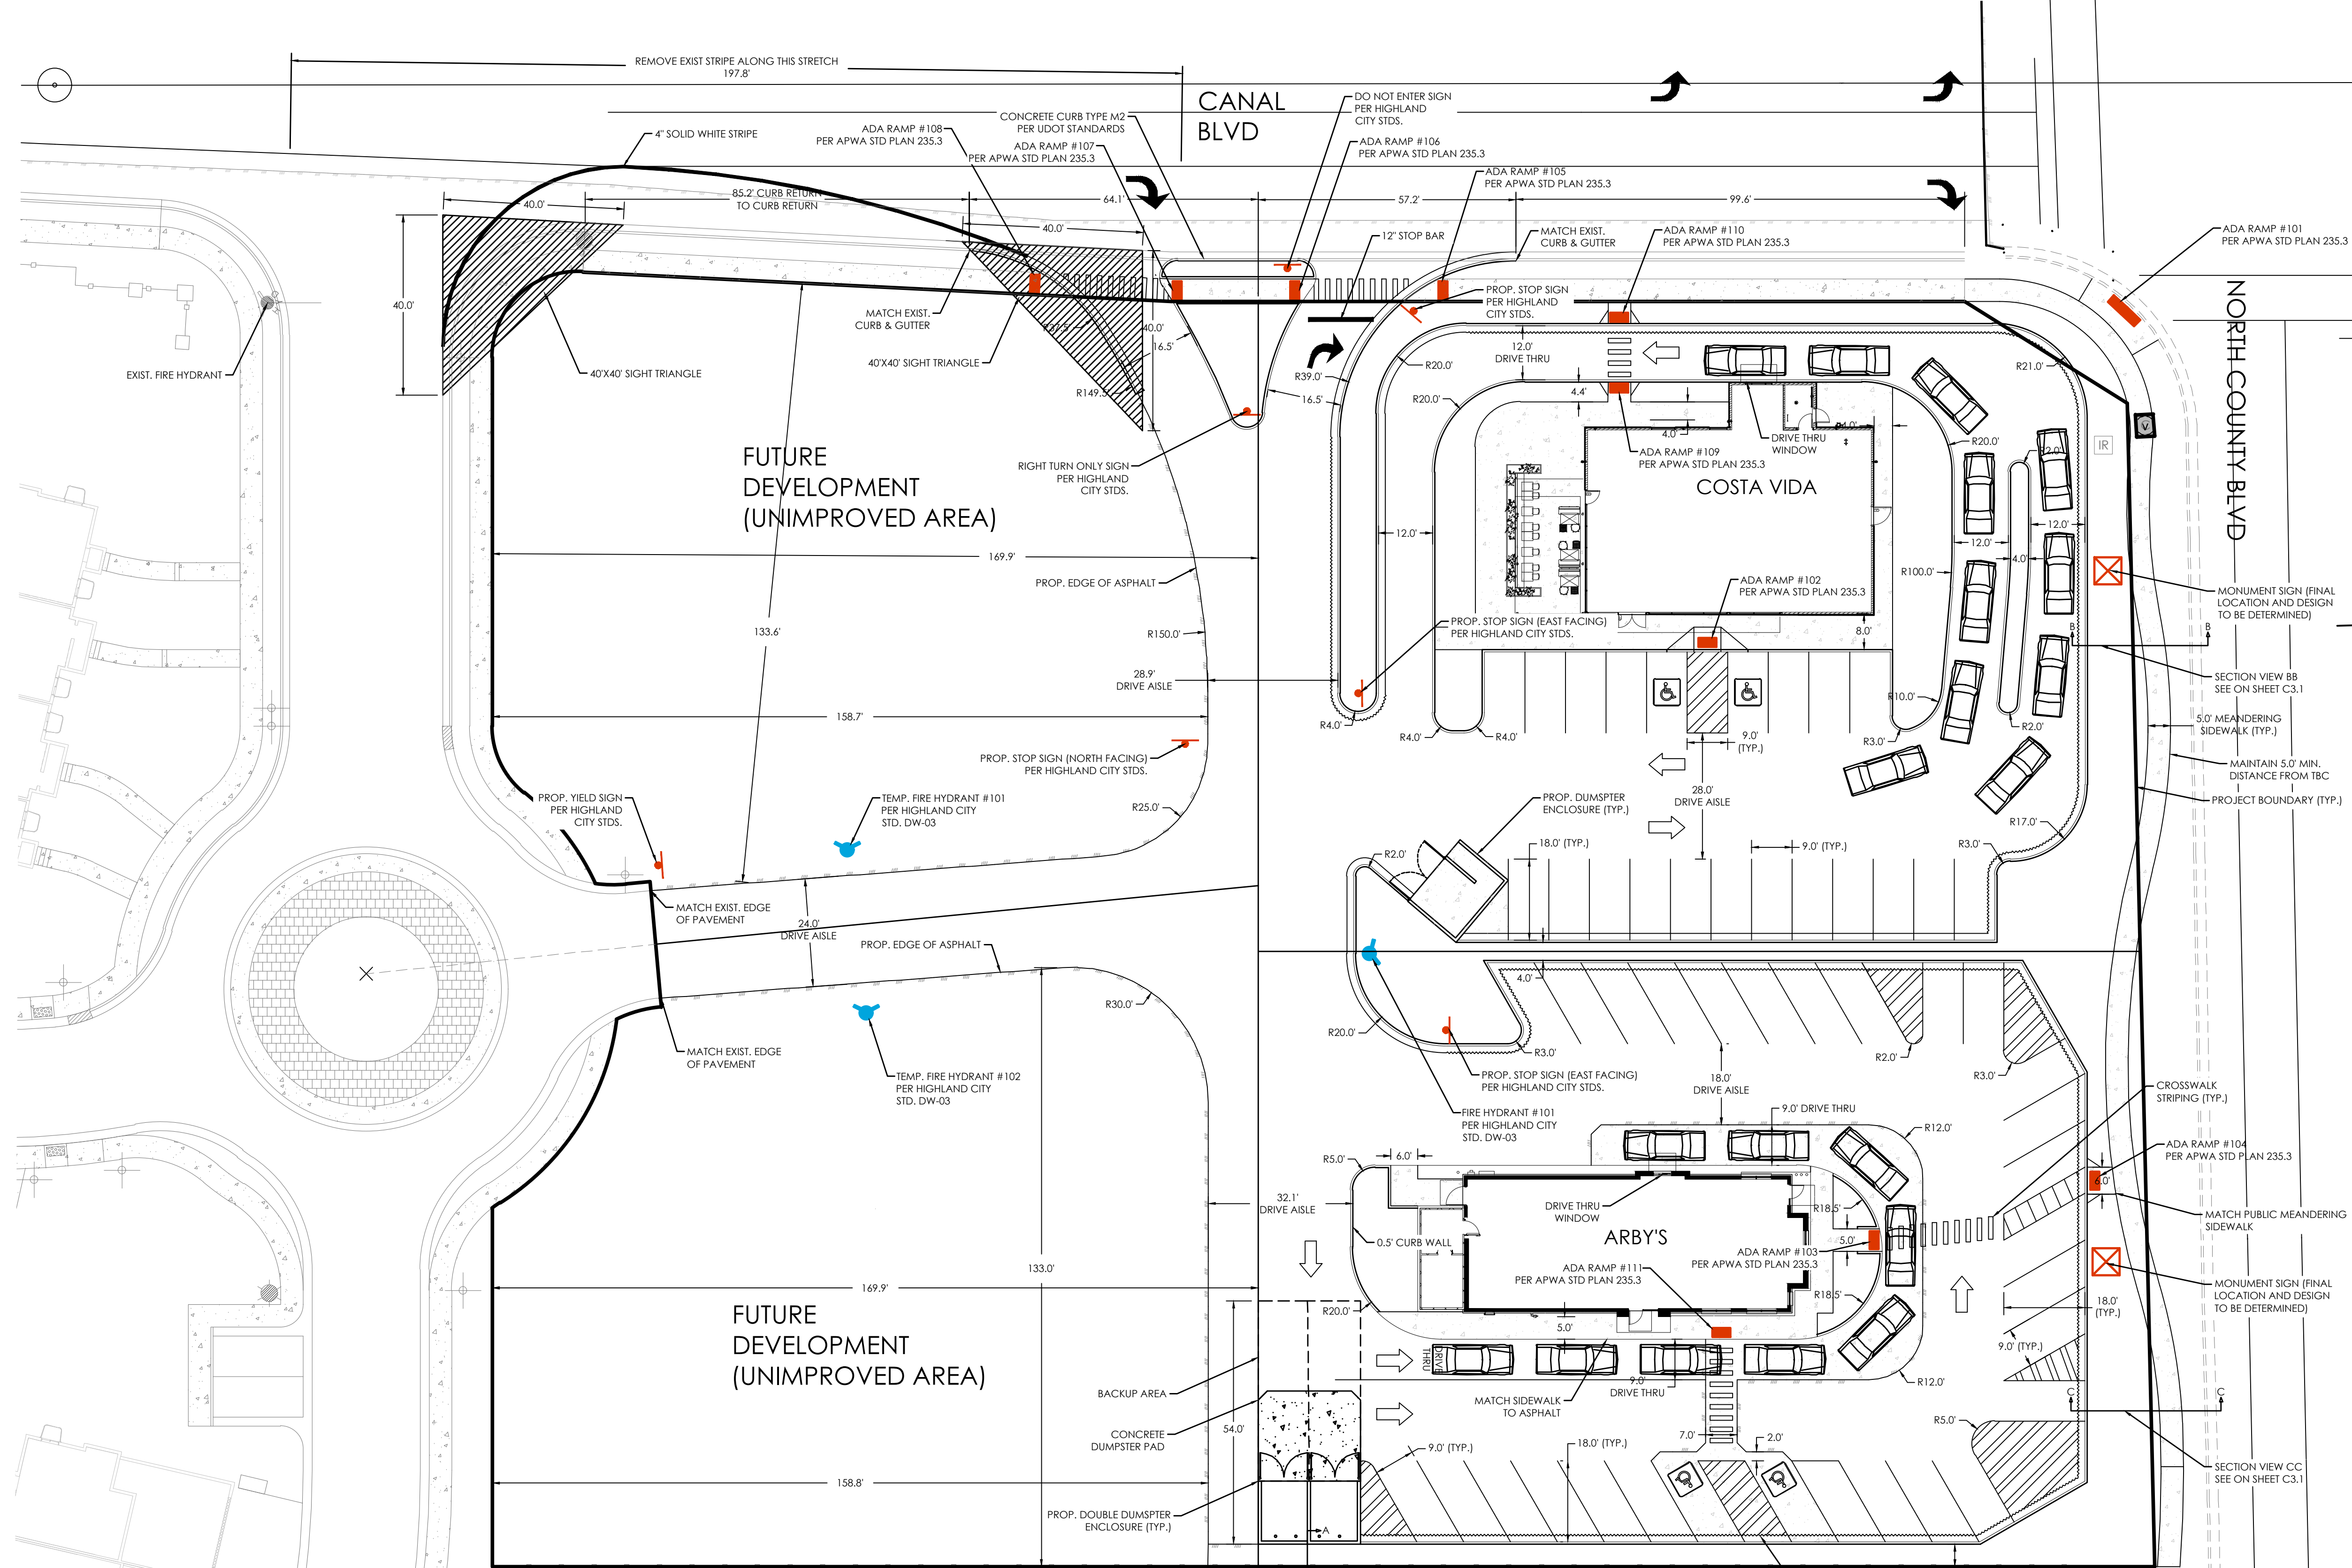 REMOVE EXIST STRIPE ALONG THIS STRETCH
197.8'
CANAL
BLVD
DO NOT ENTER SIGN
PER HIGHLAND
CITY STDS.
CONCRETE CURB TYPE M2
PER UDOT STANDARDS
4" SOLID WHITE STRIPE
ADA RAMP #108
PER APWA STD PLAN 235.3
ADA RAMP #107
PER APWA STD PLAN 235.3
ADA RAMP #106
PER APWA STD PLAN 235.3
ADA RAMP #105
PER APWA STD PLAN 235.3
85.2' CURB RETURN
TO CURB RETURN
64.1'
57.2'
99.6'
40.0'
40.0'
40.0'
40.0'
12" STOP BAR
MATCH EXIST.
CURB & GUTTER
ADA RAMP #110
PER APWA STD PLAN 235.3
ADA RAMP #101
PER APWA STD PLAN 235.3
NORTH COUNTY BLVD
PROP. STOP SIGN
PER HIGHLAND
CITY STDS.
MATCH EXIST.
CURB & GUTTER
R37.5'
16.5'
EXIST. FIRE HYDRANT
40'X40' SIGHT TRIANGLE
40'X40' SIGHT TRIANGLE
R149.5'
R39.0'
16.5'
R20.0'
12.0'
DRIVE THRU
R21.0'
R20.0'
4.4'
4.0'
4.0'
DRIVE THRU
WINDOW
R20.0'
R2.0'
V
IR
ADA RAMP #109
PER APWA STD PLAN 235.3
COSTA VIDA
FUTURE
DEVELOPMENT
(UNIMPROVED AREA)
RIGHT TURN ONLY SIGN
PER HIGHLAND
CITY STDS.
12.0'
12.0'
12.0'
4.0'
R100.0'
169.9'
PROP. EDGE OF ASPHALT
ADA RAMP #102
PER APWA STD PLAN 235.3
MONUMENT SIGN (FINAL
LOCATION AND DESIGN
TO BE DETERMINED)
133.6'
R150.0'
PROP. STOP SIGN (EAST FACING)
PER HIGHLAND CITY STDS.
8.0'
B
B
28.9'
DRIVE AISLE
SECTION VIEW BB
SEE ON SHEET C3.1
158.7'
R4.0'
R4.0'
R4.0'
R10.0'
R3.0'
R2.0'
9.0'
(TYP.)
5.0' MEANDERING
SIDEWALK (TYP.)
PROP. STOP SIGN (NORTH FACING)
PER HIGHLAND CITY STDS.
MAINTAIN 5.0' MIN.
DISTANCE FROM TBC
PROP. YIELD SIGN
PER HIGHLAND
CITY STDS.
TEMP. FIRE HYDRANT #101
PER HIGHLAND CITY
STD. DW-03
R25.0'
PROP. DUMSPTER
ENCLOSURE (TYP.)
28.0'
DRIVE AISLE
PROJECT BOUNDARY (TYP.)
R17.0'
R2.0'
18.0' (TYP.)
9.0' (TYP.)
R3.0'
MATCH EXIST. EDGE
OF PAVEMENT
24.0'
DRIVE AISLE
PROP. EDGE OF ASPHALT
4.0'
R30.0'
R20.0'
R3.0'
R2.0'
R3.0'
MATCH EXIST. EDGE
OF PAVEMENT
TEMP. FIRE HYDRANT #102
PER HIGHLAND CITY
STD. DW-03
PROP. STOP SIGN (EAST FACING)
PER HIGHLAND CITY STDS.
18.0'
DRIVE AISLE
CROSSWALK
STRIPING (TYP.)
FIRE HYDRANT #101
PER HIGHLAND CITY
STD. DW-03
9.0' DRIVE THRU
R12.0'
ADA RAMP #104
PER APWA STD PLAN 235.3
R5.0'
6.0'
6.0'
32.1'
DRIVE AISLE
DRIVE THRU
WINDOW
R18.5'
MATCH PUBLIC MEANDERING
SIDEWALK
0.5' CURB WALL
ARBY'S
5.0'
ADA RAMP #103
PER APWA STD PLAN 235.3
ADA RAMP #111
PER APWA STD PLAN 235.3
133.0'
169.9'
R18.5'
MONUMENT SIGN (FINAL
LOCATION AND DESIGN
TO BE DETERMINED)
18.0'
(TYP.)
R20.0'
5.0'
FUTURE
DEVELOPMENT
(UNIMPROVED AREA)
9.0' (TYP.)
DRIVE
THRU
BACKUP AREA
9.0'
DRIVE THRU
R12.0'
MATCH SIDEWALK
TO ASPHALT
C
C
CONCRETE
DUMPSTER PAD
54.0'
R5.0'
7.0'
2.0'
9.0' (TYP.)
18.0' (TYP.)
SECTION VIEW CC
SEE ON SHEET C3.1
158.8'
PROP. DOUBLE DUMSPTER
ENCLOSURE (TYP.)
A